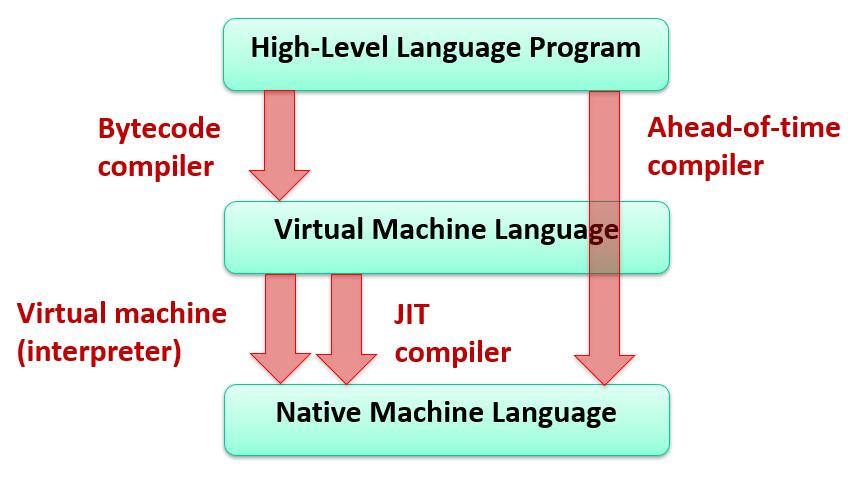 High-Level Language Program
Bytecode
compiler
Ahead-of-time
compiler
Virtual Machine Language
Virtual machine
(interpreter)
JIT
compiler
Native Machine Language